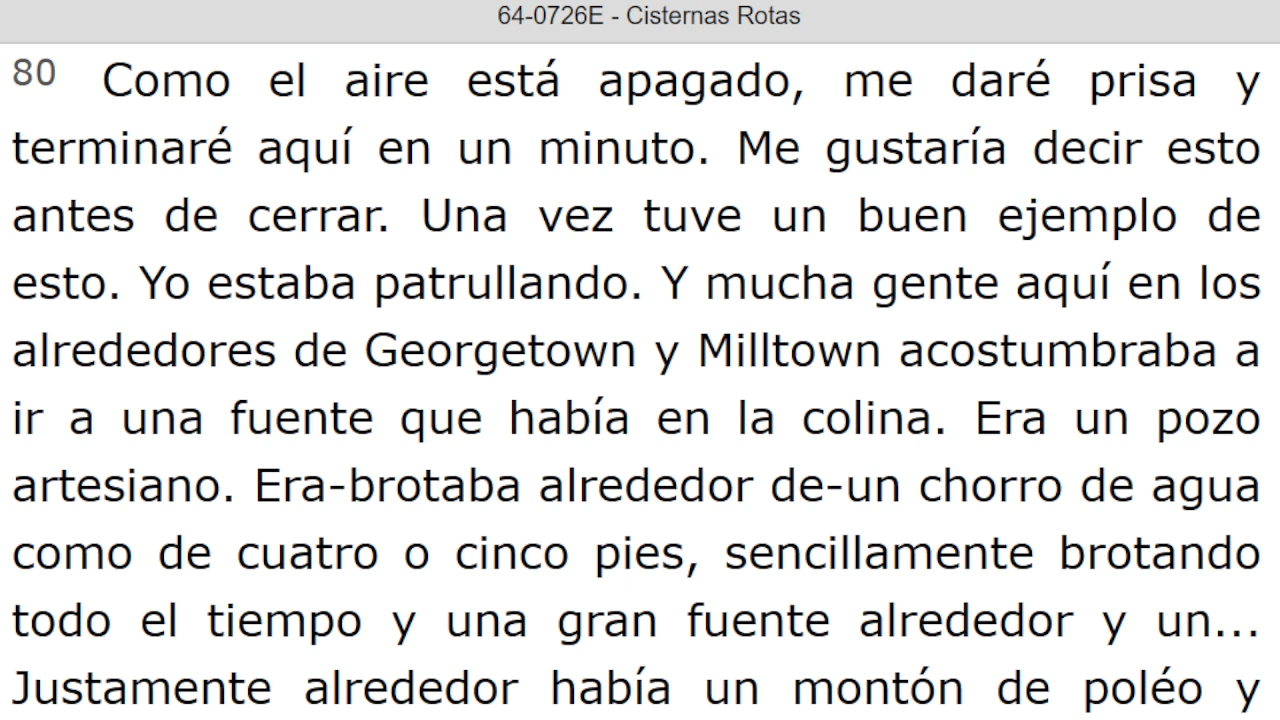 64-0726E - Cisternas Rotas
80 Como el aire está apagado, me daré prisa y
terminaré aquí en un minuto. Me gustaría decir esto
antes de cerrar. Una vez tuve un buen ejemplo de
esto. Yo estaba patrullando. Y mucha gente aquí en los
alrededores de Georgetown y Milltown acostumbraba a
ir a una fuente que había en la colina. Era un pozo
artesiano. Era-brotaba alrededor de-un chorro de agua
como de cuatro o cinco pies, sencillamente brotando
todo el tiempo y una gran fuente alrededor y un...
Justamente alrededor había un montón de poléo y